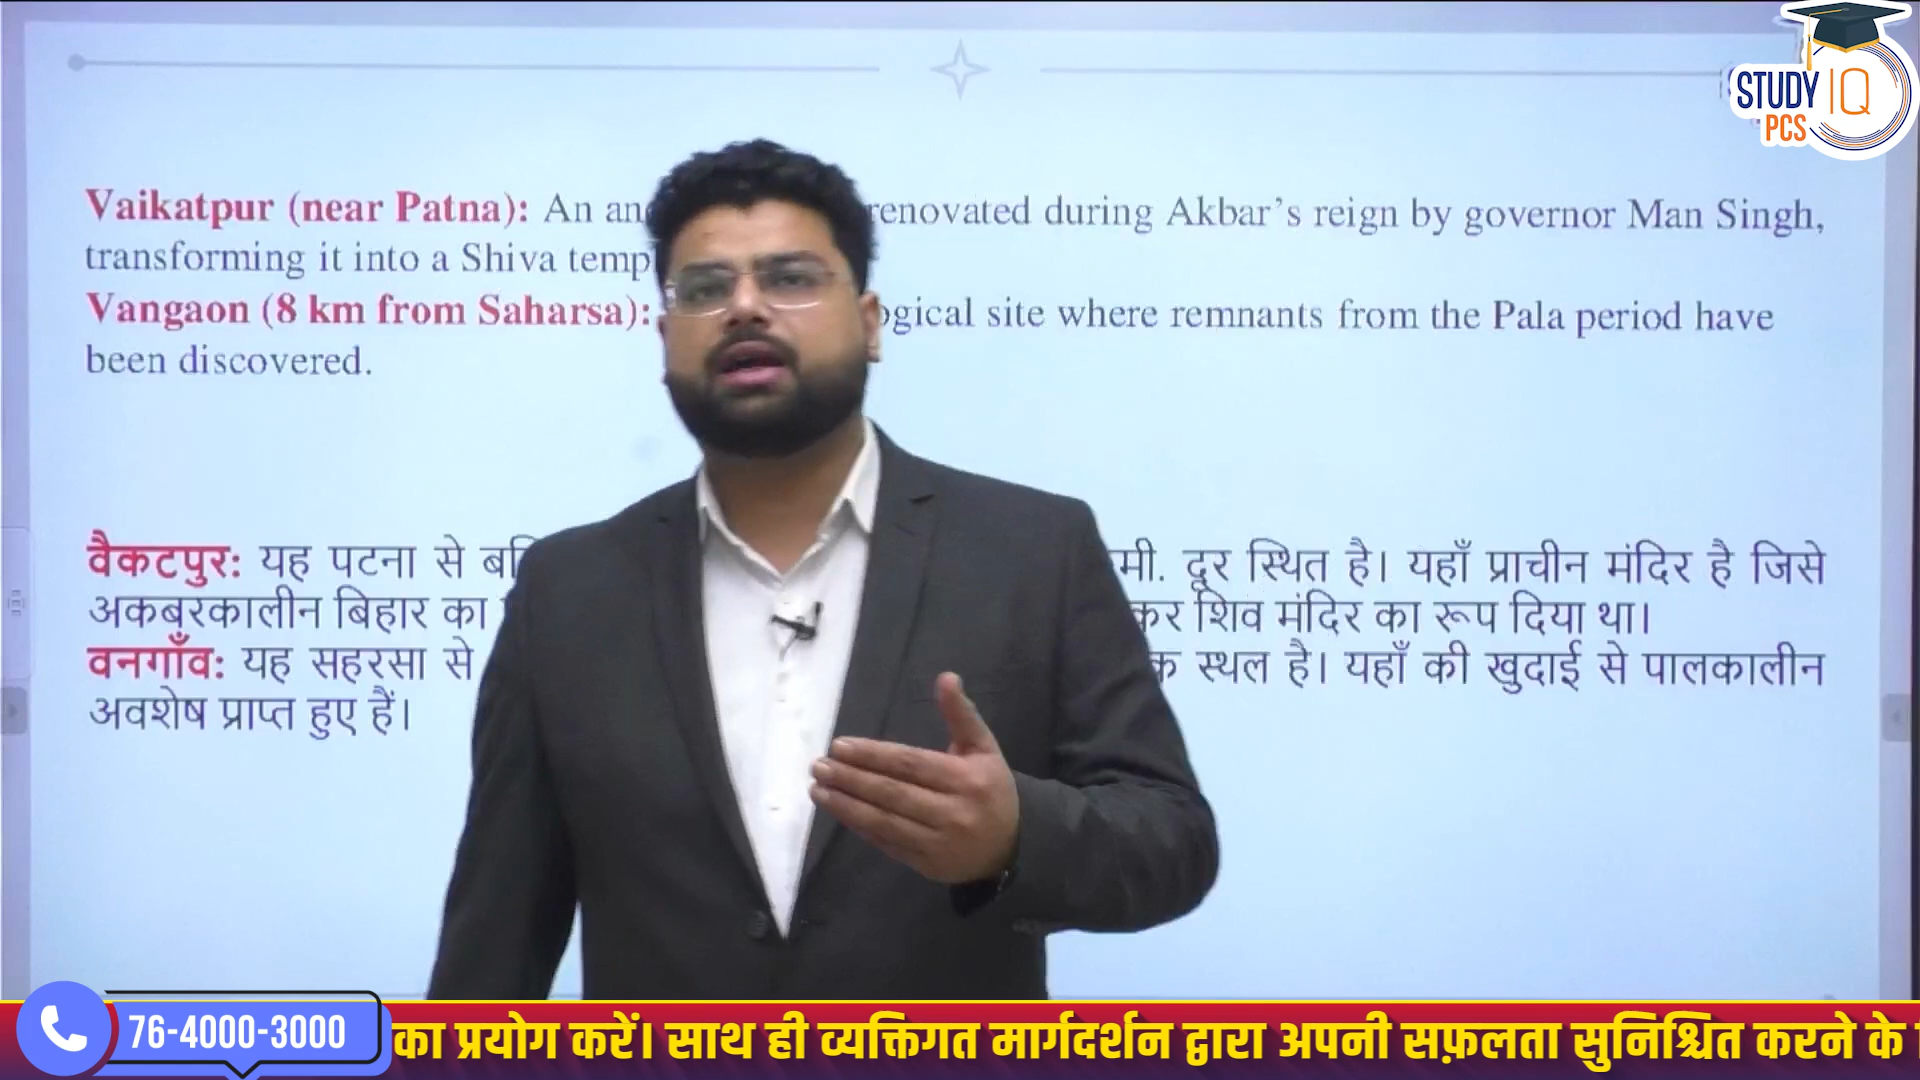 STUDY IQ
PCS
Vaikatpur (near Patna): An an renovated during Akbar's reign by governor Man Singh,
transforming it into a Shiva temp
Vangaon (8 km from Saharsa): ogical site where remnants from the Pala period have
been discovered.
वैकटपुर: यह पटना से मी. दूर स्थित है। यहाँ प्राचीन मंदिर है जिसे
अकबरकालीन बिहार का कर शिव मंदिर का रूप दिया था।
वनगाँव: यह सहरसा से क स्थल है। यहाँ की खुदाई से पालकालीन
अवशेष प्राप्त हुए हैं।
76-4000-3000
का प्रयोग करें। साथ ही व्यक्तिगत मार्गदर्शन द्वारा अपनी सफ़लता सुनिश्चित करने के